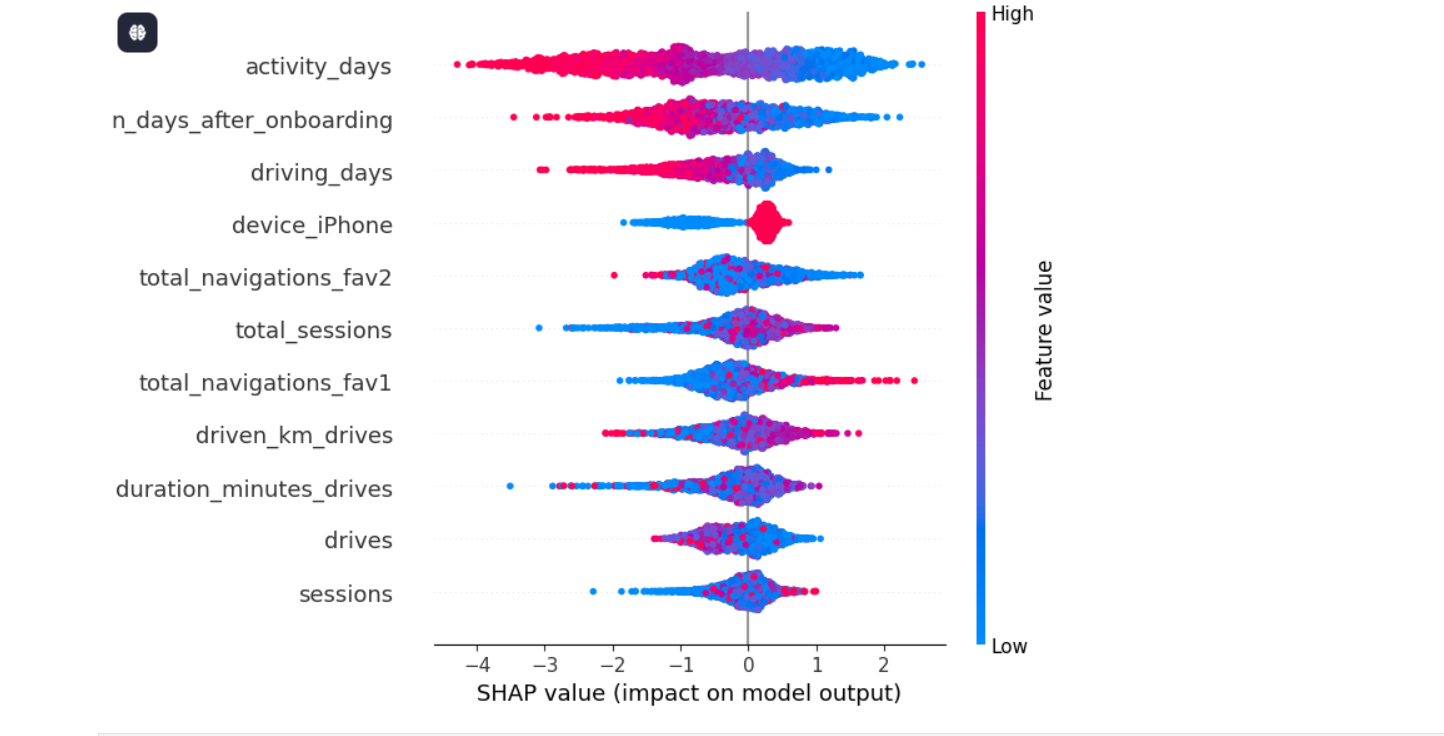 High
activity_days
n_days_after_onboarding
driving_days
device_iPhone
total_navigations_fav2
total_sessions
total_navigations_fav1
driven_km_drives
duration_minutes_drives
drives
sessions
Feature value
Low
−4 −3 −2 −1 0 1 2
SHAP value (impact on model output)